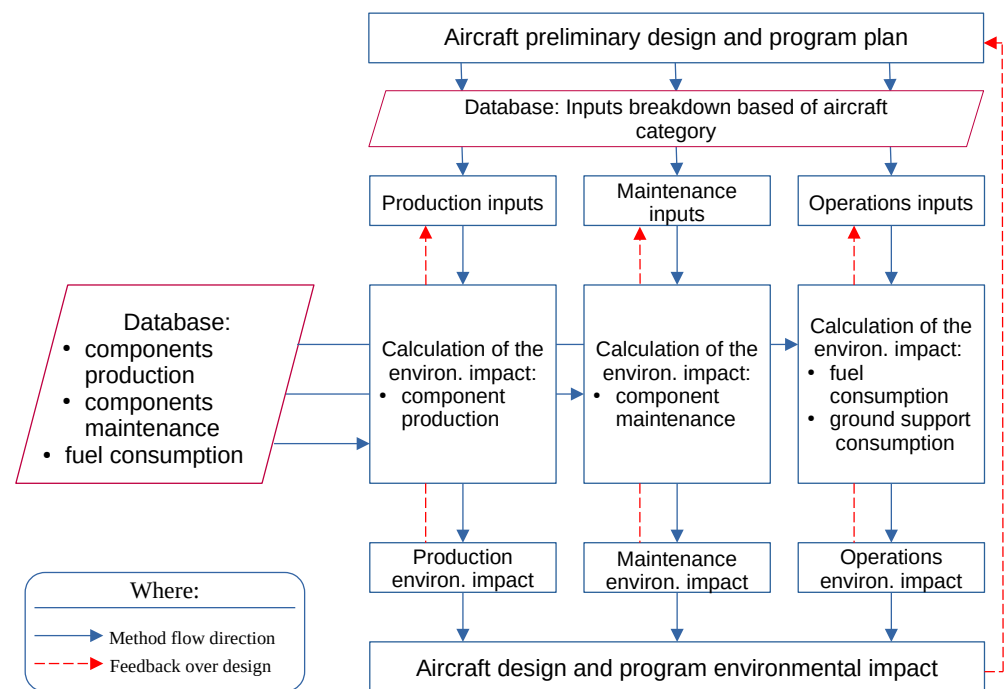 Aircraft preliminary design and program plan
Database: Inputs breakdown based of aircraft
category
Production inputs
Maintenance
inputs
Operations inputs
Database:
• components
production
• components
maintenance
• fuel consumption
Calculation of the
environ. impact:
• component
production
Calculation of the
environ. impact:
• component
maintenance
Calculation of the
environ. impact:
• fuel
consumption
• ground support
consumption
Production
environ. impact
Maintenance
environ. impact
Operations
environ. impact
Where:
Method flow direction
Feedback over design
Aircraft design and program environmental impact